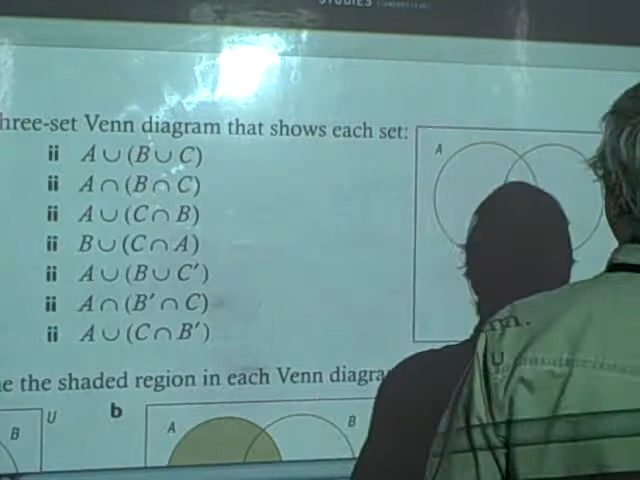 STUDIES
hree-set Venn diagram that shows each set:
ii A∪(B∪C)
ii A∩(B∩C)
ii A∪(C∩B)
ii B∪(C∩A)
ii A∪(B∪C′)
ii A∩(B′∩C)
ii A∪(C∩B′)
A
m.
U
e the shaded region in each Venn diagra
B U
b A B